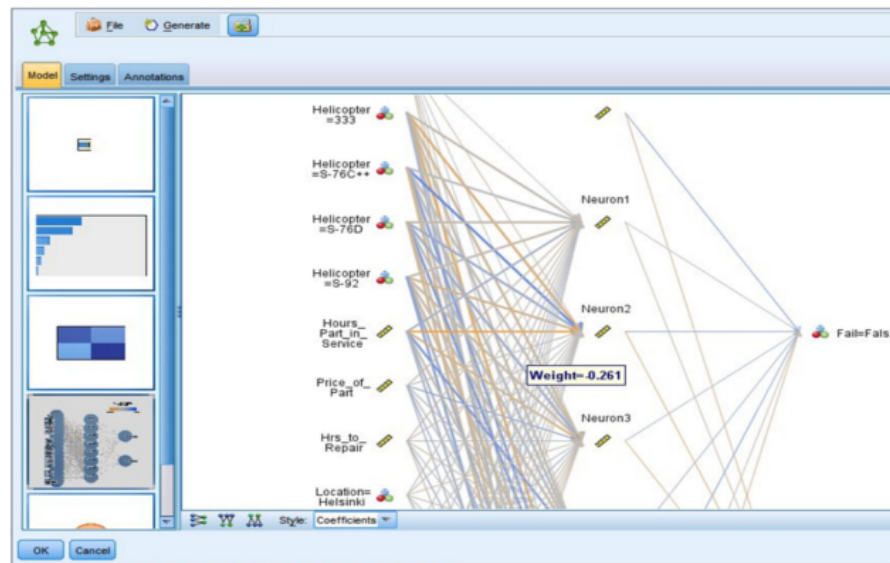 File Generate
Model Settings Annotations
Helicopter
=333
Helicopter
=S-76C++
Neuron1
Helicopter
=S-76D
Helicopter
=S-92
Neuron2
Hours_
Part_in_
Service
Fail=Fals
Weight=-0.261
Price_of_
Part
Neuron3
Hrs_to_
Repair
Location=
Helsinki
Style: Coefficients
OK Cancel